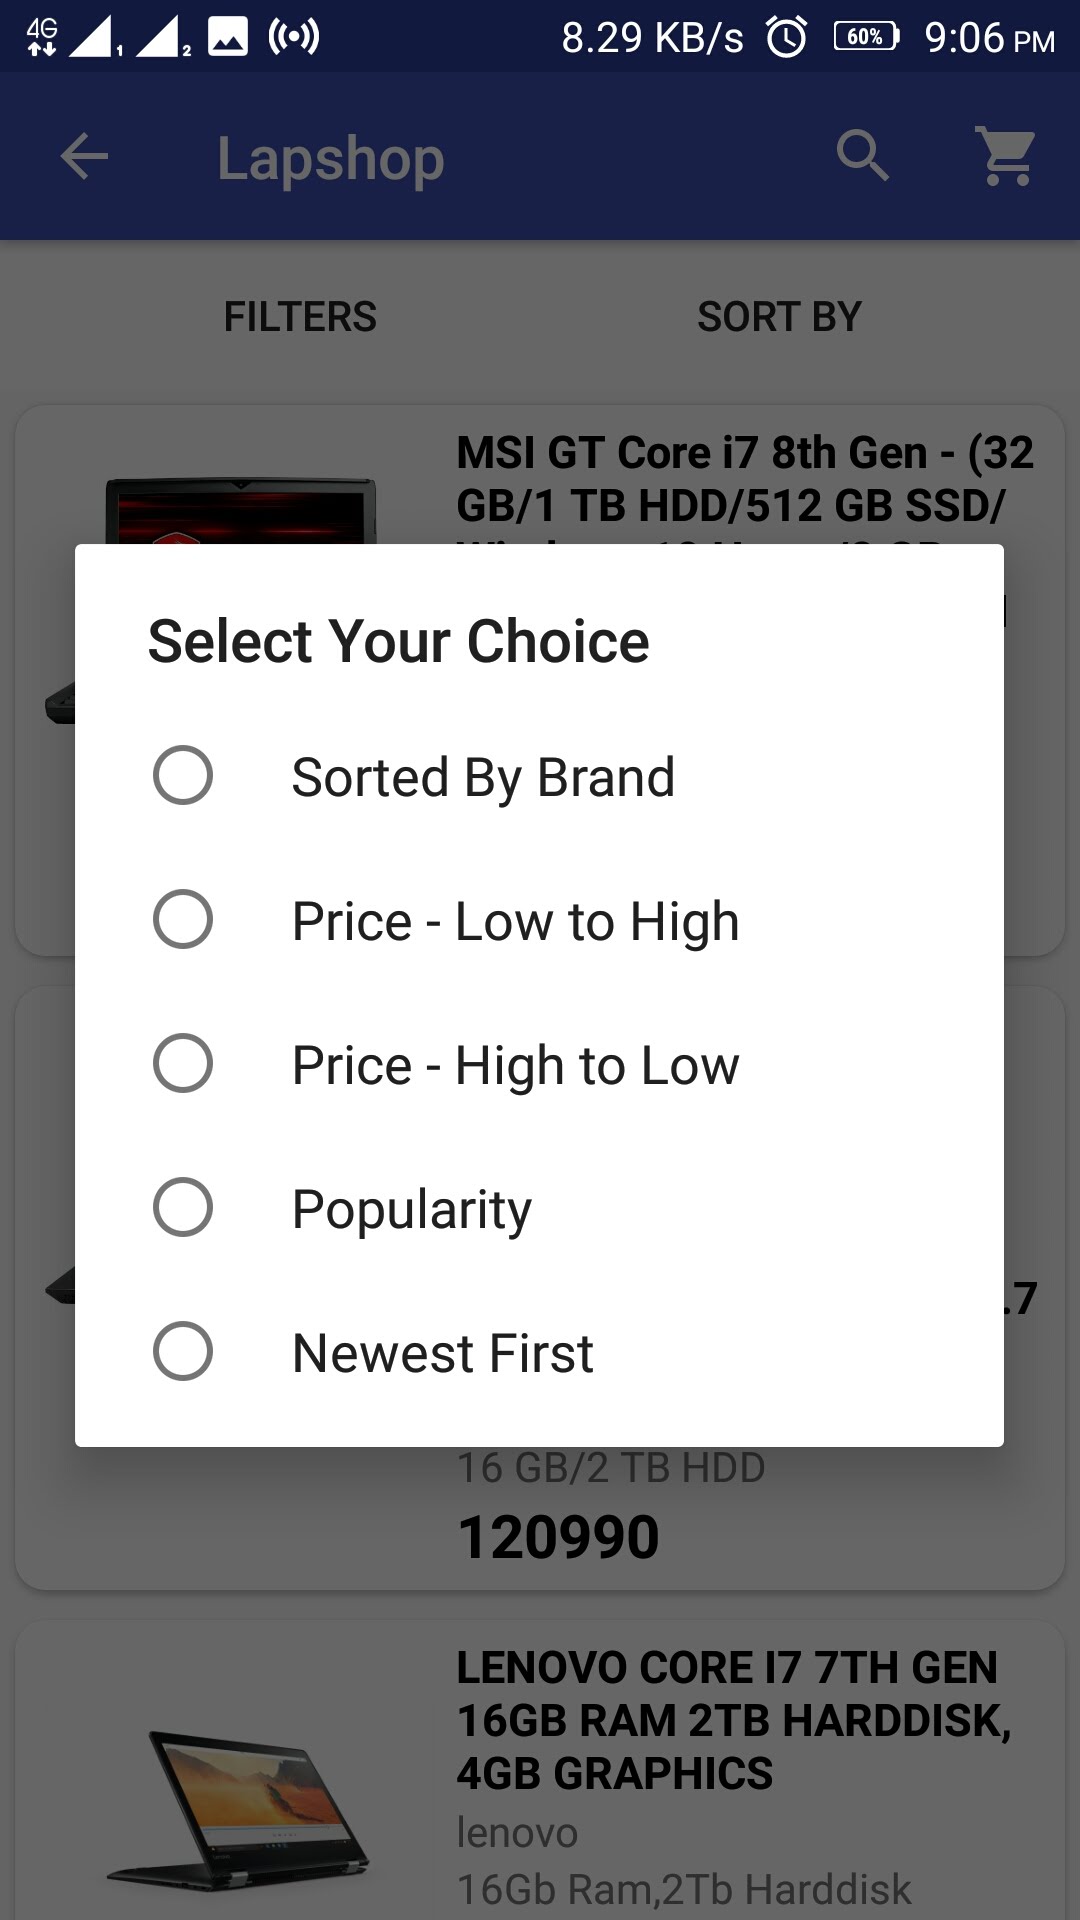 4G 1 2 8.29 KB/s 60% 9:06 PM
Lapshop
FILTERS SORT BY
MSI GT Core i7 8th Gen - (32
GB/1 TB HDD/512 GB SSD/
Select Your Choice
Sorted By Brand
Price - Low to High
Price - High to Low
Popularity
.7
Newest First
16 GB/2 TB HDD
120990
LENOVO CORE I7 7TH GEN
16GB RAM 2TB HARDDISK,
4GB GRAPHICS
lenovo
16Gb Ram,2Tb Harddisk